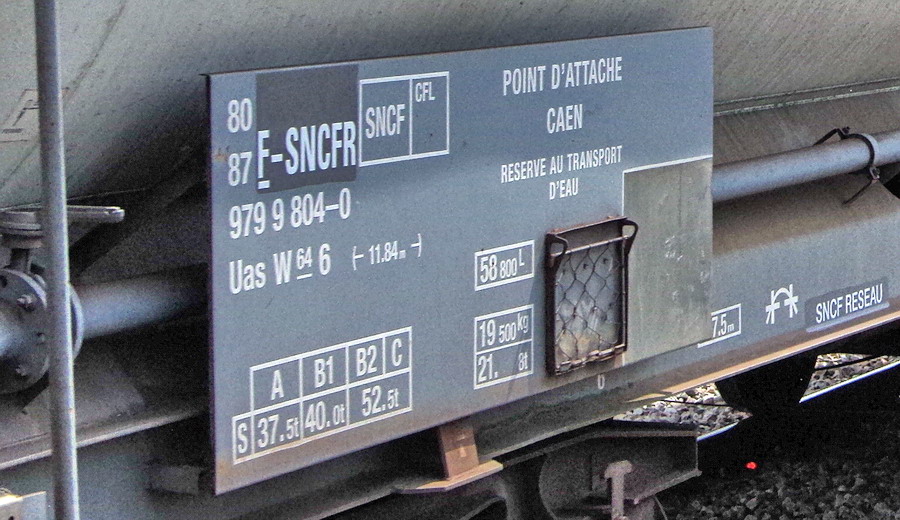 80
87 F-SNCFR
SNCF CFL
979 9 804-0
Uas W 64 6 (- 11.84m -)
POINT D'ATTACHE
CAEN
RESERVE AU TRANSPORT
D'EAU
58 800 L
19 500 kg
21. 8t
A B1 B2 C
S 37.5t 40.0t 52.5t
0
7.5m
SNCF RESEAU